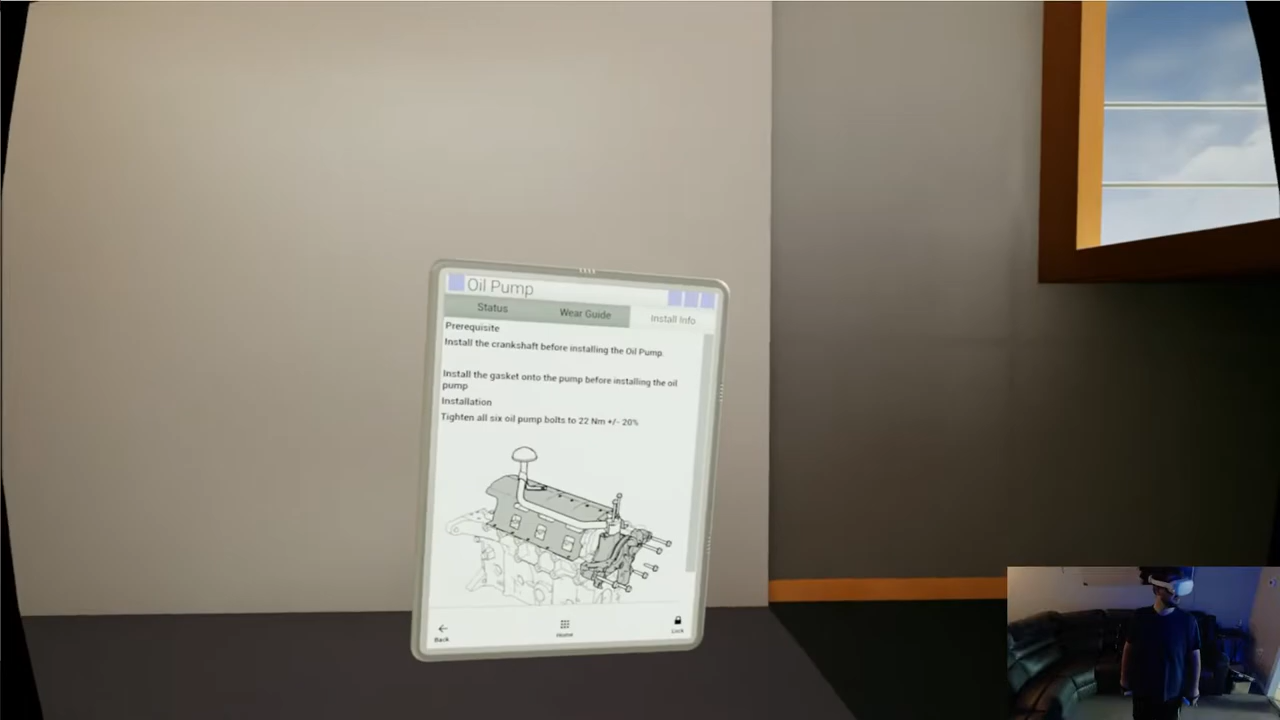 Oil Pump
Status
Wear Guide
Install Info
Prerequisite
Install the crankshaft before installing the Oil Pump.
Install the gasket onto the pump before installing the oil
pump
Installation
Tighten all six oil pump bolts to 22 Nm +/- 20%
Back
Home
Lock